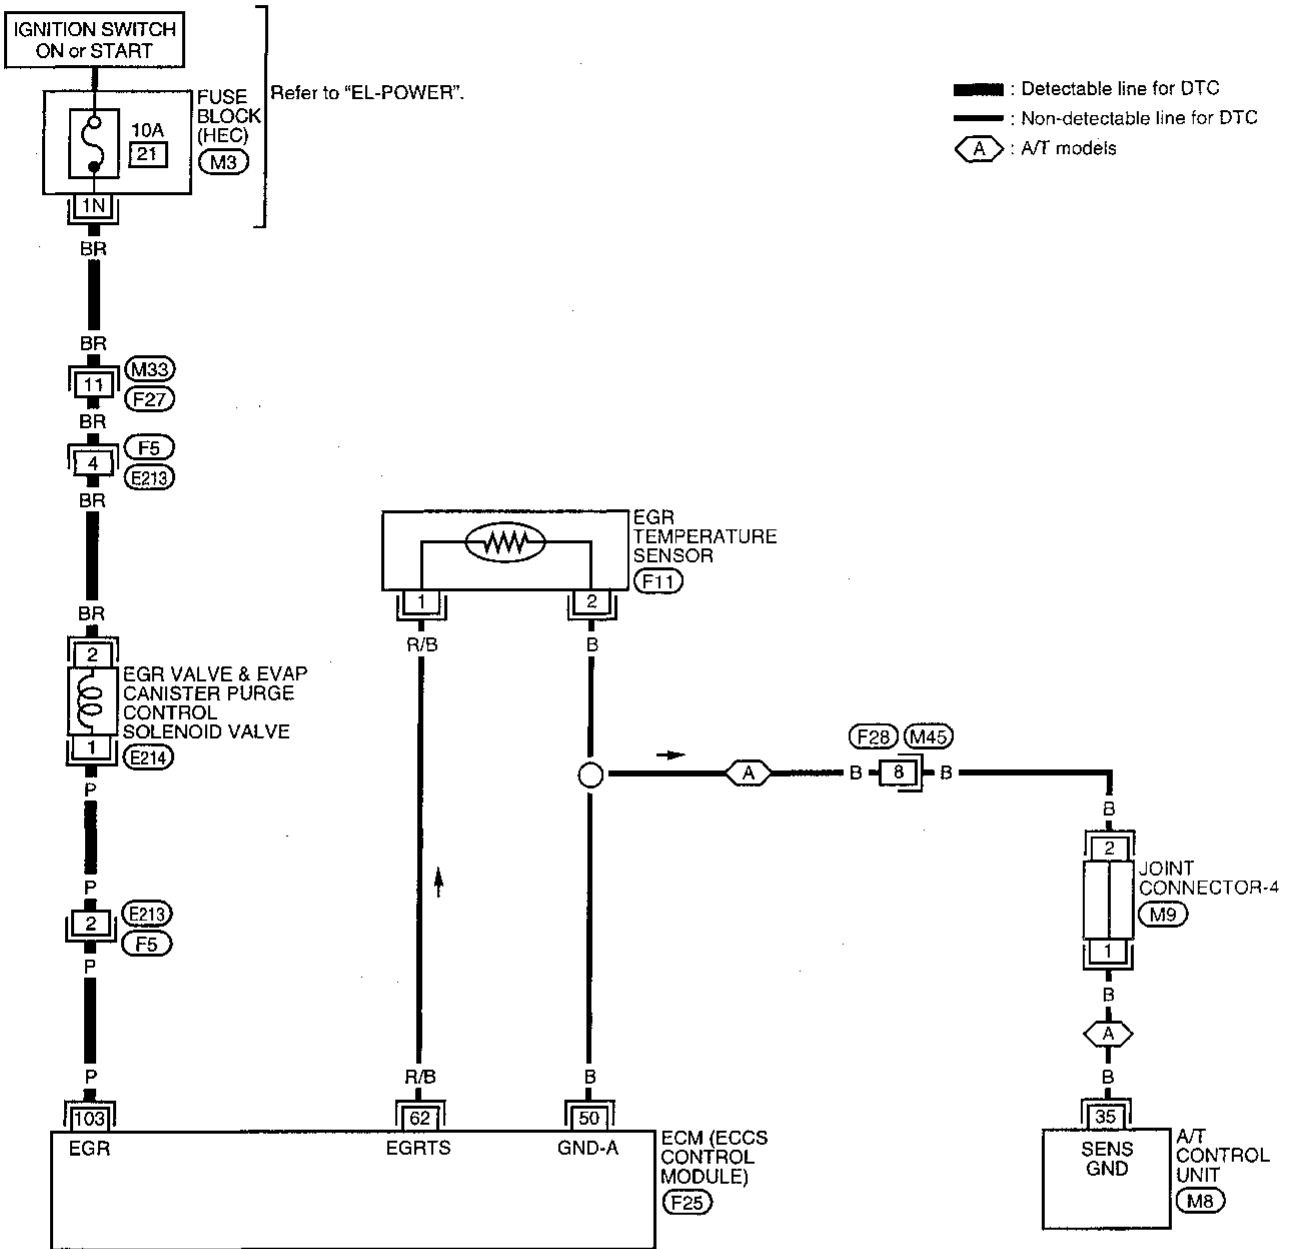 IGNITION SWITCH
ON or START
Refer to "EL-POWER".
FUSE
BLOCK
(HEC)
M3
10A
21
1N
: Detectable line for DTC
: Non-detectable line for DTC
A : A/T models
BR
BR
11
M33
F27
BR
4
F5
E213
BR
BR
2
EGR VALVE & EVAP
CANISTER PURGE
CONTROL
SOLENOID VALVE
E214
1
P
P
2
E213
F5
P
P
103
EGR
EGR
TEMPERATURE
SENSOR
F11
1
2
R/B
B
A
B
8
F28
M45
B
B
2
JOINT
CONNECTOR-4
M9
1
B
A
B
35
SENS
GND
A/T
CONTROL
UNIT
M8
R/B
B
62
50
EGRTS
GND-A
ECM (ECCS
CONTROL
MODULE)
F25